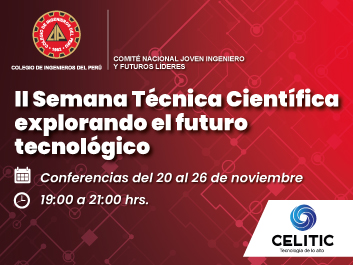 COLEGIO DE INGENIEROS DEL PERÚ
COMITÉ NACIONAL JOVEN INGENIERO
Y FUTUROS LÍDERES
II Semana Técnica Científica
explorando el futuro
tecnológico
Conferencias del 20 al 26 de noviembre
19:00 a 21:00 hrs.
CELITIC
Tecnología de lo alto